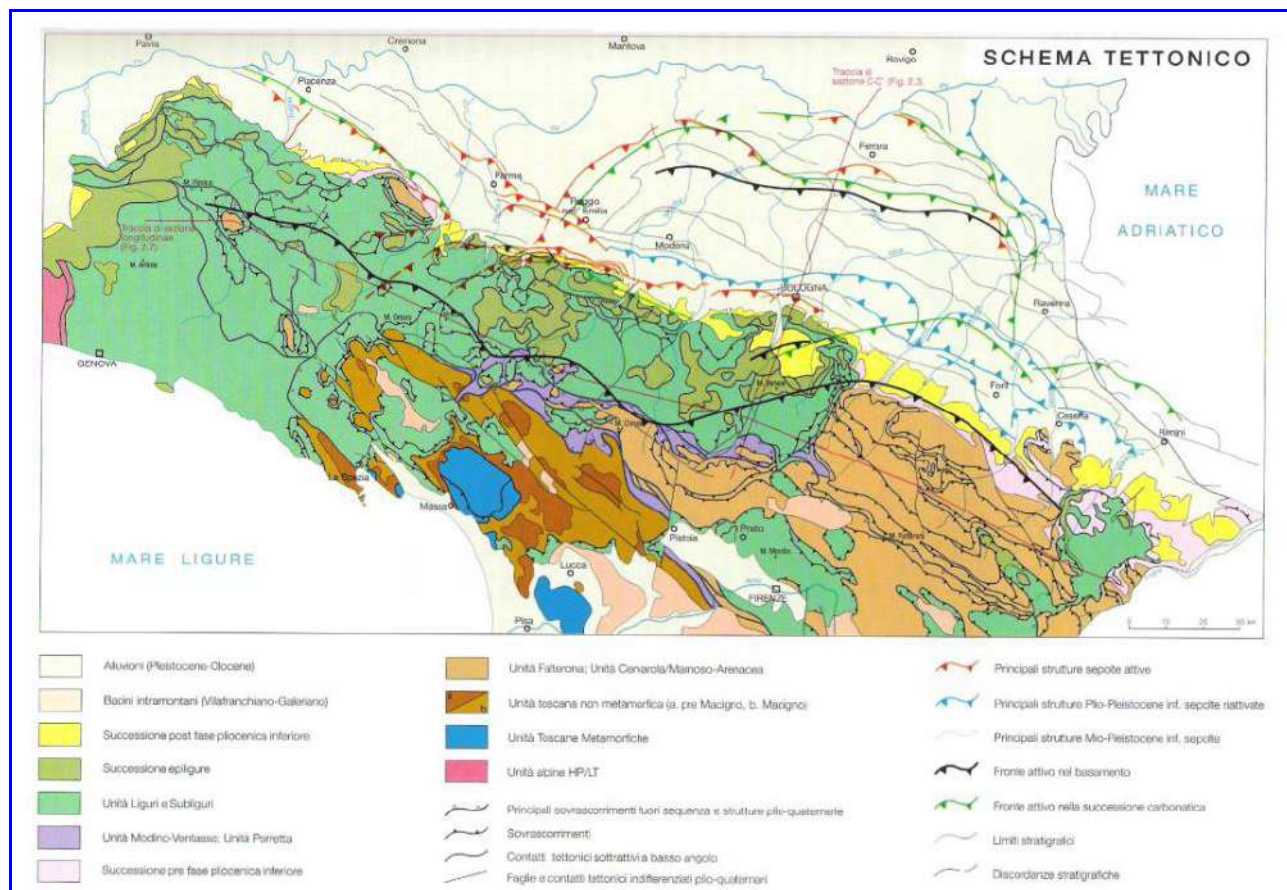 SCHEMA TETTONICO
Pavia
Cremona
Mantova
Rovigo
Piacenza
Traccia di
sezione C-C' (Fig. 2.3)
Ferrara
Parma
Reggio
nell' Emilia
Modena
MARE
ADRIATICO
Traccia di sezione
longitudinale
(Fig. 2.7)
BOLOGNA
Ravenna
GENOVA
Forlì
Cesena
Rimini
La Spezia
Massa
Pistoia
Prato
Lucca
FIRENZE
Pisa
MARE LIGURE
Arno
0 10 20 30 km
Alluvioni (Pleistocene-Olocene)
Bacini intramontani (Villafranchiano-Galeriano)
Successione post fase pliocenica inferiore
Successione epiligure
Unità Liguri e Subliguri
Unità Modino-Ventasso; Unità Porretta
Successione pre fase pliocenica inferiore
Unità Falterona; Unità Cervarola/Marnoso-Arenacea
a
b
Unità toscana non metamorfica (a. pre Macigno, b. Macigno)
Unità Toscane Metamorfiche
Unità alpine HP/LT
Principali sovrascorrimenti fuori sequenza e strutture plio-quaternarie
Sovrascorrimenti
Contatti tettonici sottrattivi a basso angolo
Faglie e contatti tettonici indifferenziati plio-quaternari
Principali strutture sepolte attive
Principali strutture Plio-Pleistocene inf. sepolte riattivate
Principali strutture Mio-Pleistocene inf. sepolte
Fronte attivo nel basamento
Fronte attivo nella successione carbonatica
Limiti stratigrafici
Discordanze stratigrafiche